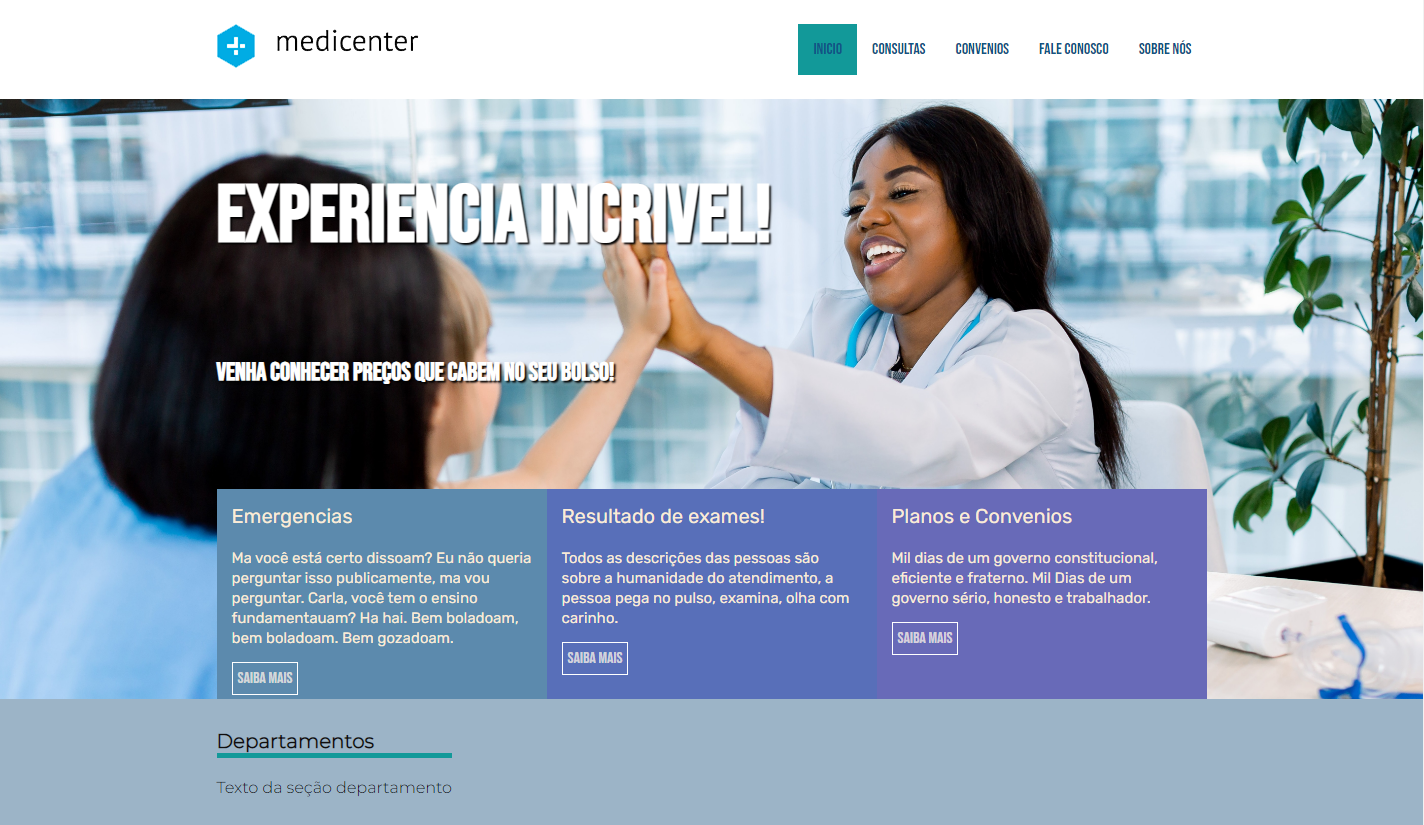 medicenter
INICIO
CONSULTAS
CONVENIOS
FALE CONOSCO
SOBRE NÓS
EXPERIENCIA INCRIVEL!
VENHA CONHECER PREÇOS QUE CABEM NO SEU BOLSO!
Emergencias
Ma você está certo dissoam? Eu não queria
perguntar isso publicamente, ma vou
perguntar. Carla, você tem o ensino
fundamentauam? Ha hai. Bem boladoam,
bem boladoam. Bem gozadoam.
SAIBA MAIS
Resultado de exames!
Todos as descrições das pessoas são
sobre a humanidade do atendimento, a
pessoa pega no pulso, examina, olha com
carinho.
SAIBA MAIS
Planos e Convenios
Mil dias de um governo constitucional,
eficiente e fraterno. Mil Dias de um
governo sério, honesto e trabalhador.
SAIBA MAIS
Departamentos
Texto da seção departamento